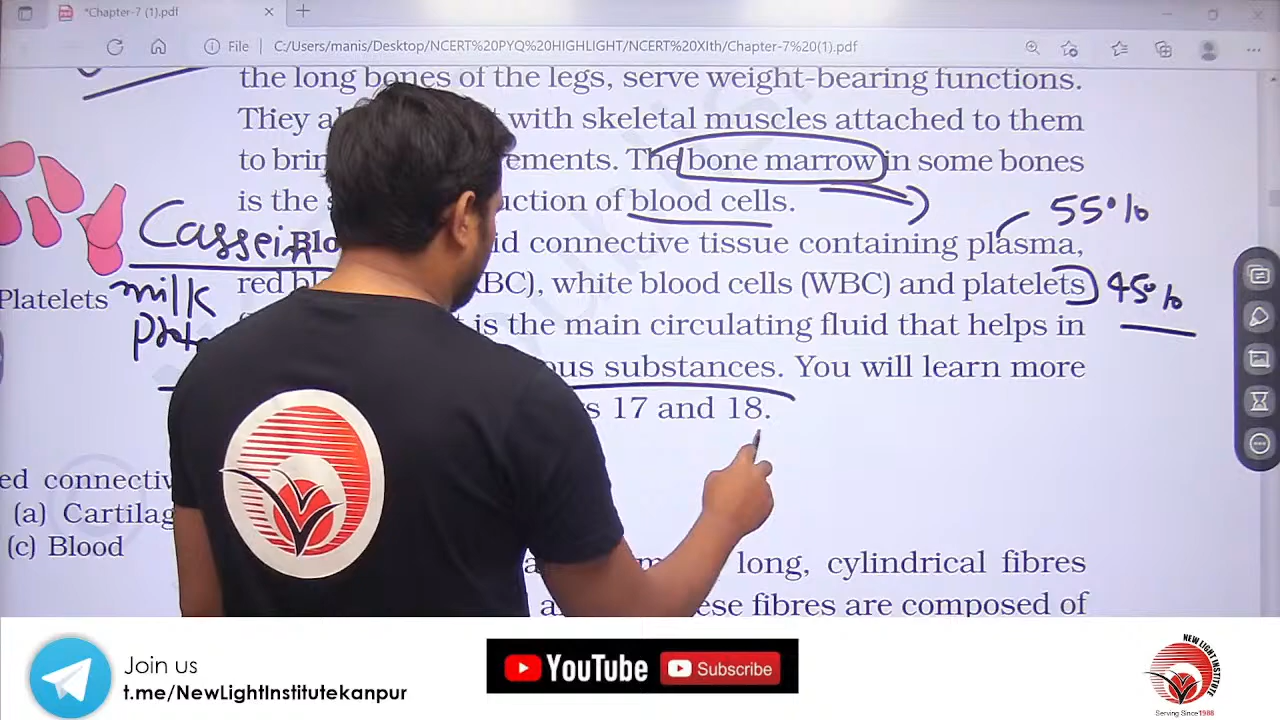 *Chapter-7 (1).pdf
File C:/Users/manis/Desktop/NCERT%20PYQ%20HIGHLIGHT/NCERT%20XIth/Chapter-7%20(1).pdf
the long bones of the legs, serve weight-bearing functions.
They with skeletal muscles attached to them
to ements. The bone marrow in some bones
is the uction of blood cells.
55%
Cassein
Blo id connective tissue containing plasma,
red RBC), white blood cells (WBC) and platelets
45%
Platelets
milk
t is the main circulating fluid that helps in
ous substances. You will learn more
s 17 and 18.
ed connectiv
(a) Cartilag
(c) Blood
long, cylindrical fibres
ese fibres are composed of
Join us
t.me/NewLightInstitutekanpur
YouTube
Subscribe
NEW LIGHT INSTITUTE
Serving Since 1988